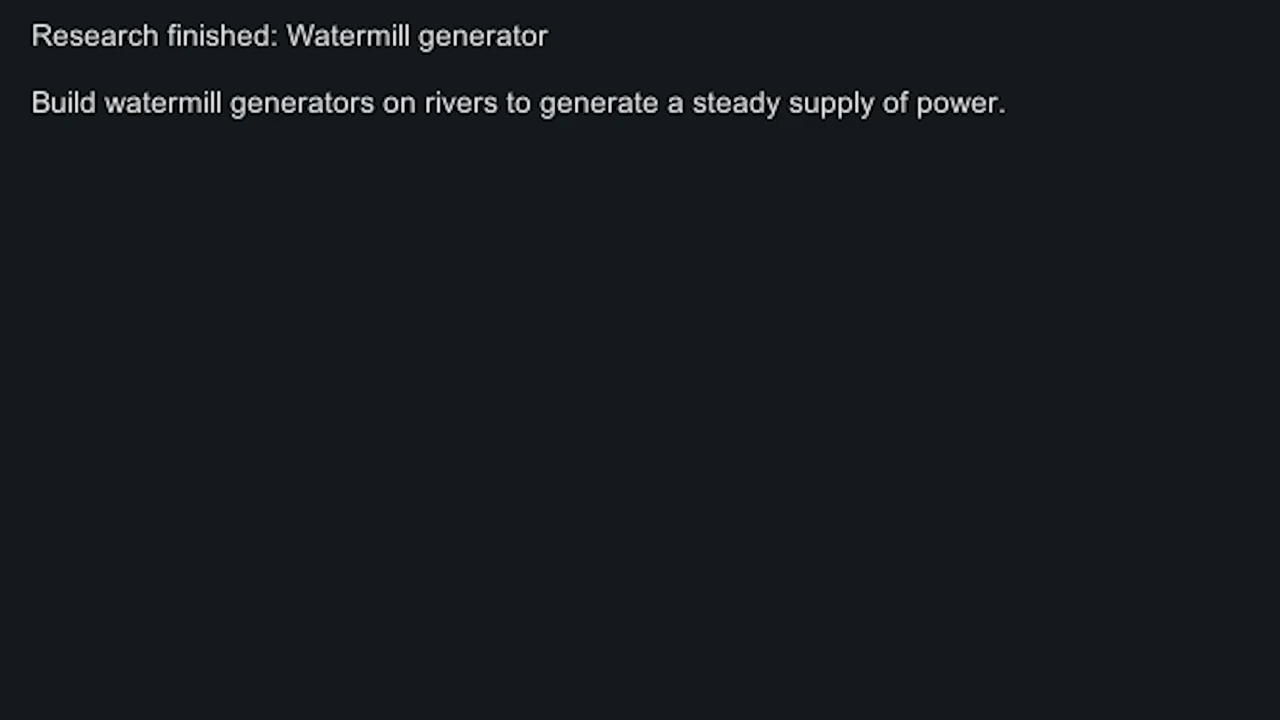 Research finished: Watermill generator
Build watermill generators on rivers to generate a steady supply of power.